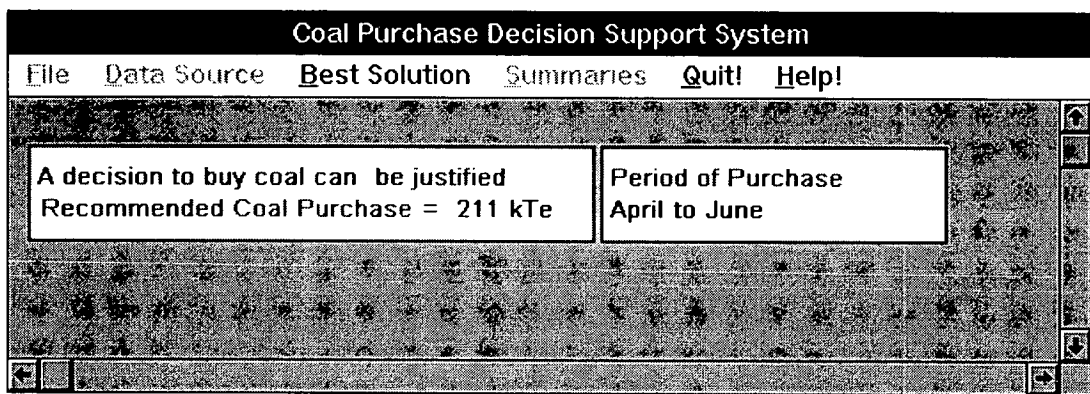 Coal Purchase Decision Support System
File Data Source Best Solution Summaries Quit! Help!
A decision to buy coal can be justified
Recommended Coal Purchase = 211 kTe
Period of Purchase
April to June